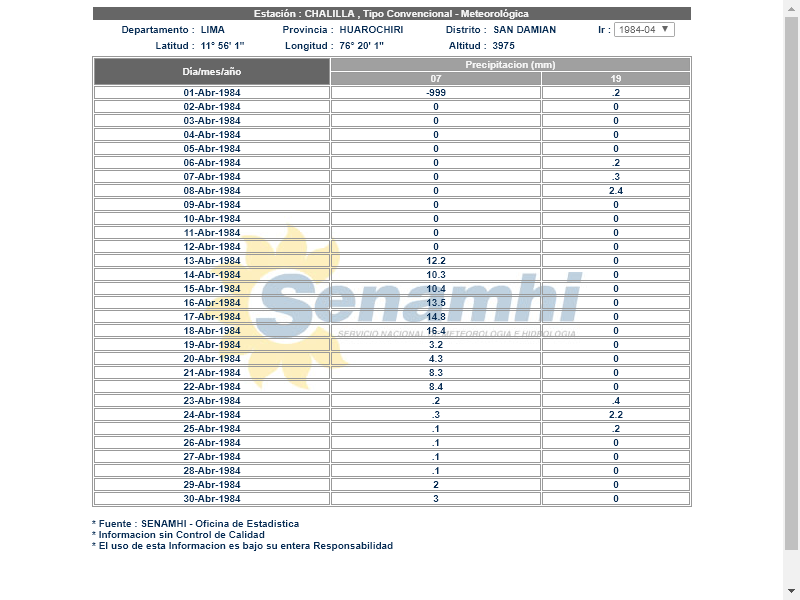 Estación : CHALILLA , Tipo Convencional - Meteorológica
Departamento : LIMA Provincia : HUAROCHIRI Distrito : SAN DAMIAN Ir : 1984-04
Latitud : 11° 56' 1" Longitud : 76° 20' 1" Altitud : 3975
Dia/mes/año Precipitacion (mm)
07 19
01-Abr-1984 -999 .2
02-Abr-1984 0 0
03-Abr-1984 0 0
04-Abr-1984 0 0
05-Abr-1984 0 0
06-Abr-1984 0 .2
07-Abr-1984 0 .3
08-Abr-1984 0 2.4
09-Abr-1984 0 0
10-Abr-1984 0 0
11-Abr-1984 0 0
12-Abr-1984 0 0
13-Abr-1984 12.2 0
14-Abr-1984 10.3 0
15-Abr-1984 10.4 0
16-Abr-1984 13.5 0
17-Abr-1984 14.8 0
18-Abr-1984 16.4 0
19-Abr-1984 3.2 0
20-Abr-1984 4.3 0
21-Abr-1984 8.3 0
22-Abr-1984 8.4 0
23-Abr-1984 .2 .4
24-Abr-1984 .3 2.2
25-Abr-1984 .1 .2
26-Abr-1984 .1 0
27-Abr-1984 .1 0
28-Abr-1984 .1 0
29-Abr-1984 2 0
30-Abr-1984 3 0
Senamhi
SERVICIO NACIONAL DE METEOROLOGIA E HIDROLOGIA
* Fuente : SENAMHI - Oficina de Estadistica
* Informacion sin Control de Calidad
* El uso de esta Informacion es bajo su entera Responsabilidad